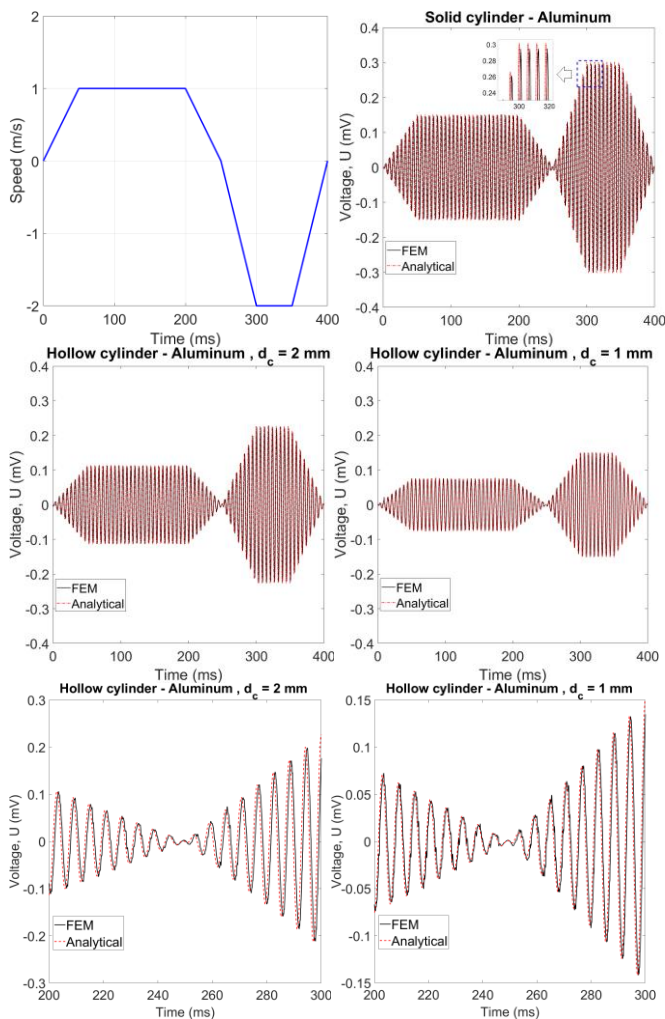 Speed (m/s)
2
1
0
-1
-2
0 100 200 300 400
Time (ms)
Solid cylinder - Aluminum
Voltage, U (mV)
0.4
0.3
0.2
0.1
0
-0.1
-0.2
-0.3
-0.4
0.3
0.28
0.26
0.24
300 320
FEM
Analytical
0 100 200 300 400
Time (ms)
Hollow cylinder - Aluminum , d_c = 2 mm
Voltage, U (mV)
0.4
0.3
0.2
0.1
0
-0.1
-0.2
-0.3
-0.4
FEM
Analytical
0 100 200 300 400
Time (ms)
Hollow cylinder - Aluminum , d_c = 1 mm
Voltage, U (mV)
0.4
0.3
0.2
0.1
0
-0.1
-0.2
-0.3
-0.4
FEM
Analytical
0 100 200 300 400
Time (ms)
Hollow cylinder - Aluminum , d_c = 2 mm
Voltage, U (mV)
0.3
0.2
0.1
0
-0.1
-0.2
-0.3
FEM
Analytical
200 220 240 260 280 300
Time (ms)
Hollow cylinder - Aluminum , d_c = 1 mm
Voltage, U (mV)
0.15
0.1
0.05
0
-0.05
-0.1
-0.15
FEM
Analytical
200 220 240 260 280 300
Time (ms)